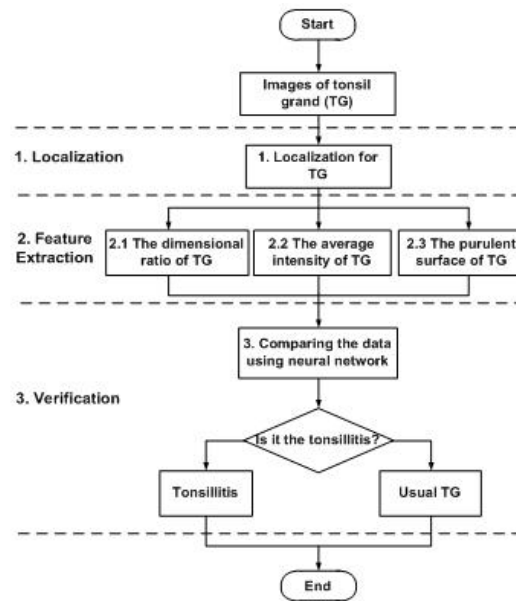 Start
Images of tonsil
grand (TG)
1. Localization
1. Localization for
TG
2. Feature
Extraction
2.1 The dimensional
ratio of TG
2.2 The average
intensity of TG
2.3 The purulent
surface of TG
3. Comparing the data
using neural network
3. Verification
Is it the tonsillitis?
Tonsillitis
Usual TG
End